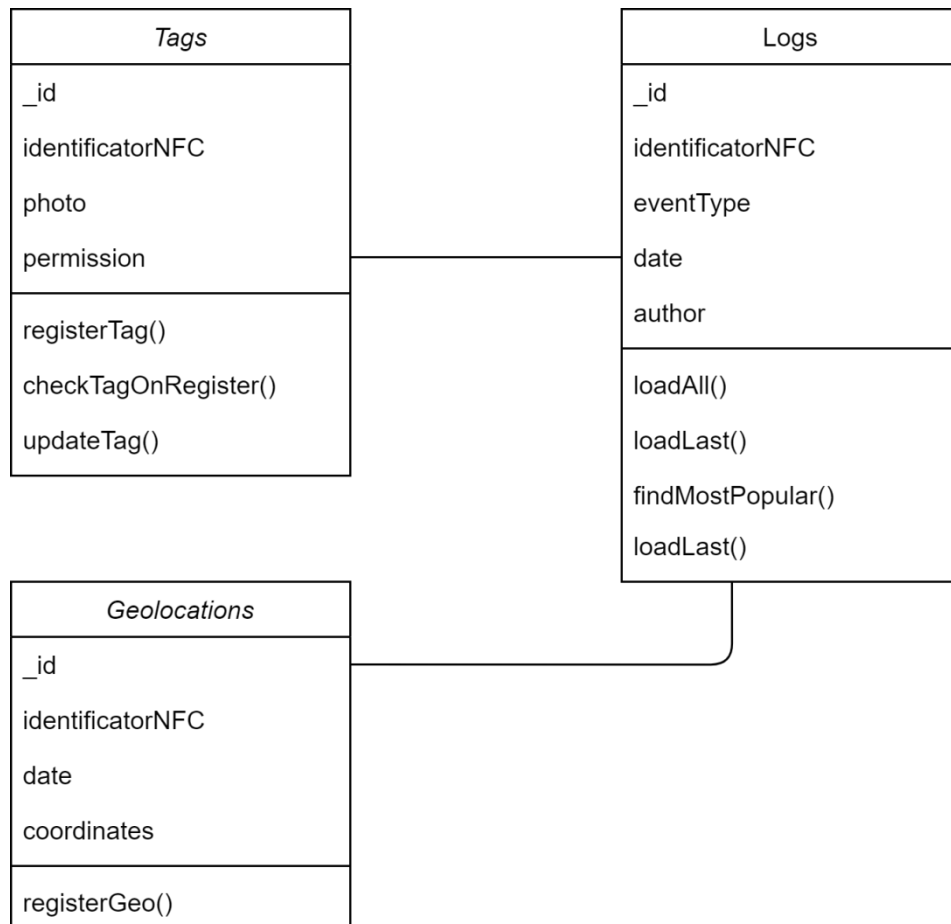 Tags
_id
identificatorNFC
photo
permission
registerTag()
checkTagOnRegister()
updateTag()
Logs
_id
identificatorNFC
eventType
date
author
loadAll()
loadLast()
findMostPopular()
loadLast()
Geolocations
_id
identificatorNFC
date
coordinates
registerGeo()